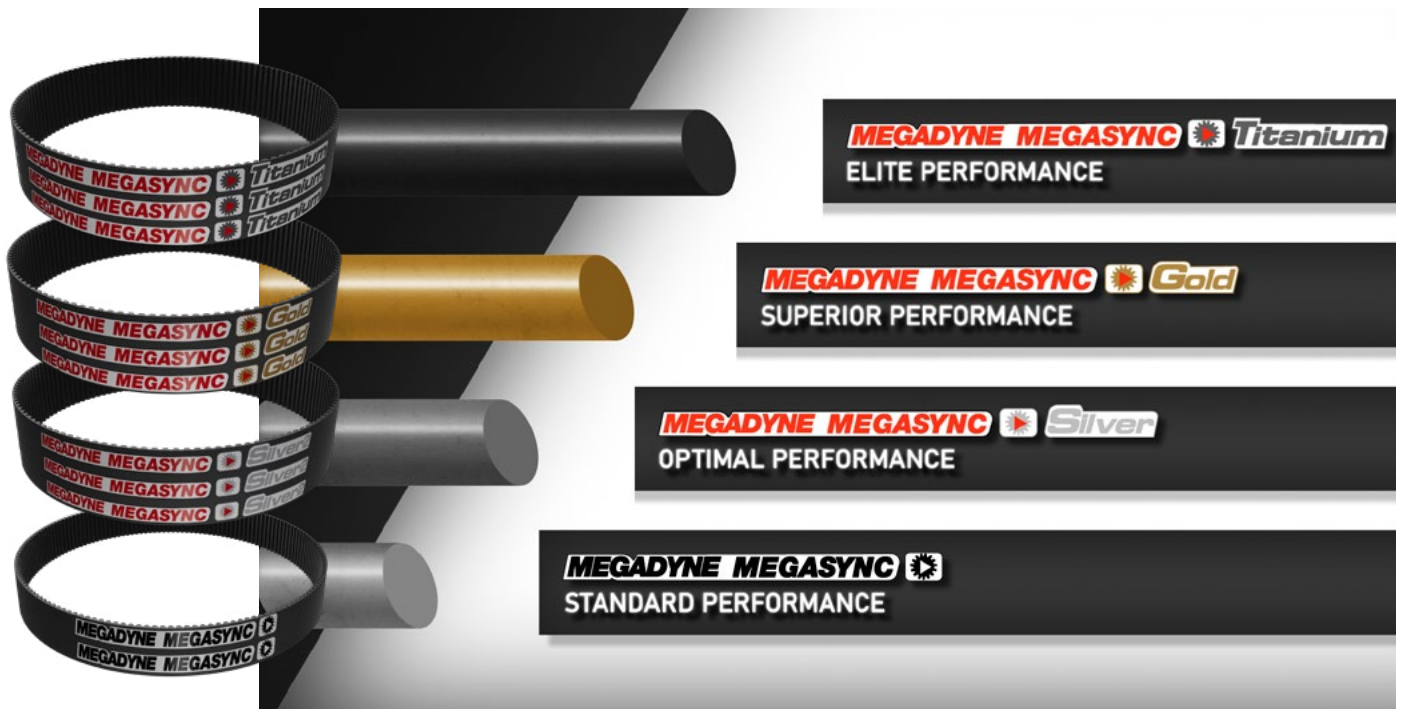 MEGADYNE MEGASYNC Titanium
MEGADYNE MEGASYNC Titanium
MEGADYNE MEGASYNC Titanium
MEGADYNE MEGASYNC Gold
MEGADYNE MEGASYNC Gold
MEGADYNE MEGASYNC Gold
MEGADYNE MEGASYNC Silver
MEGADYNE MEGASYNC Silver
MEGADYNE MEGASYNC Silver
MEGADYNE MEGASYNC
MEGADYNE MEGASYNC
MEGADYNE MEGASYNC Titanium
ELITE PERFORMANCE
MEGADYNE MEGASYNC Gold
SUPERIOR PERFORMANCE
MEGADYNE MEGASYNC Silver
OPTIMAL PERFORMANCE
MEGADYNE MEGASYNC
STANDARD PERFORMANCE